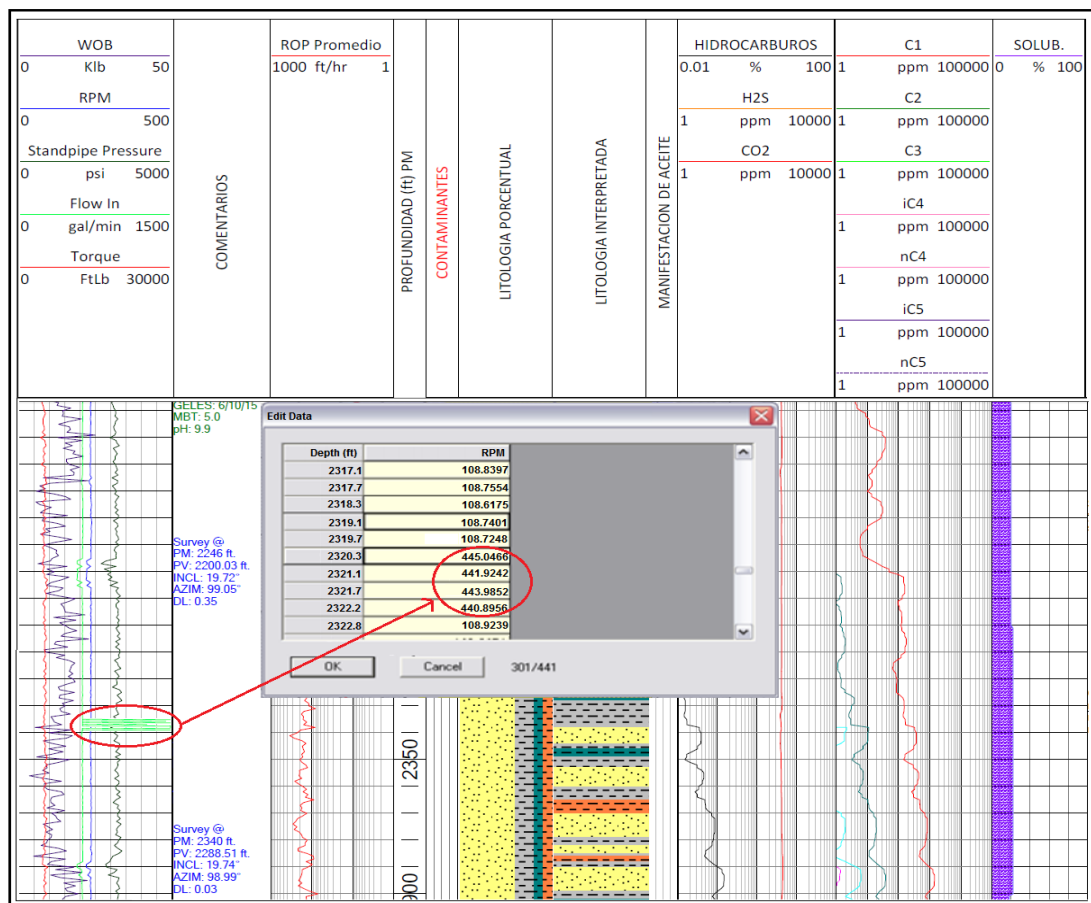 WOB
0 Klb 50
RPM
0 500
Standpipe Pressure
0 psi 5000
Flow In
0 gal/min 1500
Torque
0 FtLb 30000
COMENTARIOS
ROP Promedio
1000 ft/hr 1
PROFUNDIDAD (ft) PM
CONTAMINANTES
LITOLOGIA PORCENTUAL
LITOLOGIA INTERPRETADA
MANIFESTACION DE ACEITE
HIDROCARBUROS
0.01 % 100
H2S
1 ppm 10000
CO2
1 ppm 10000
C1
1 ppm 100000
C2
1 ppm 100000
C3
1 ppm 100000
iC4
1 ppm 100000
nC4
1 ppm 100000
iC5
1 ppm 100000
nC5
1 ppm 100000
SOLUB.
0 % 100
GELES: 6/10/15
MBT: 5.0
pH: 9.9
Survey @
PM: 2246 ft.
PV: 2200.03 ft.
INCL: 19.72°
AZIM: 99.05°
DL: 0.35
Edit Data
Depth (ft) RPM
2317.1 108.8397
2317.7 108.7554
2318.3 108.6175
2319.1 108.7401
2319.7 108.7248
2320.3 445.0466
2321.1 441.9242
2321.7 443.9852
2322.2 440.8956
2322.8 108.9239
OK Cancel 301/441
2350
Survey @
PM: 2340 ft.
PV: 2288.51 ft.
INCL: 19.74°
AZIM: 98.99°
DL: 0.03